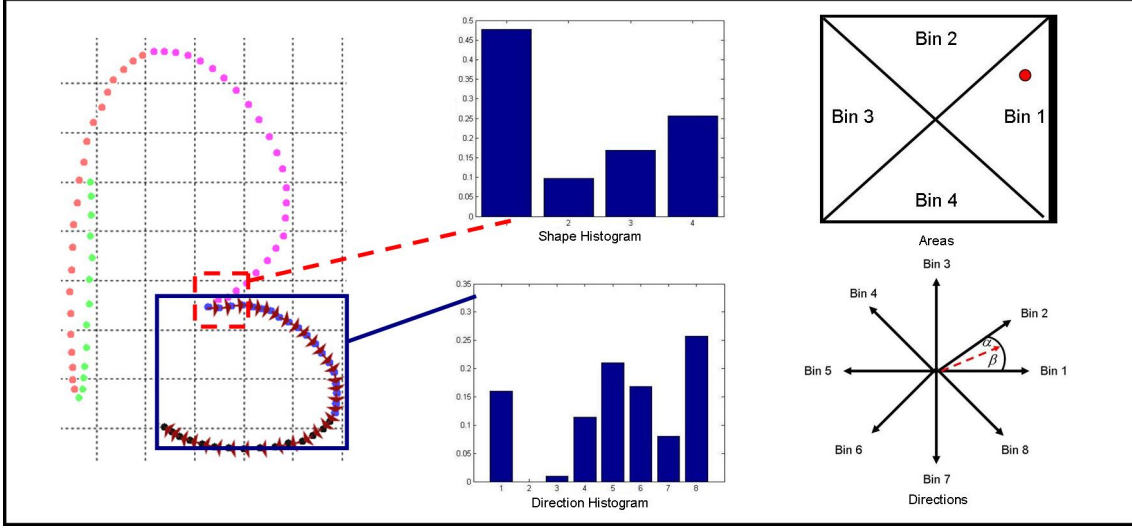 0.5
0.45
0.4
0.35
0.3
0.25
0.2
0.15
0.1
0.05
0
2 3 4
Shape Histogram
Bin 2
Bin 3
Bin 1
Bin 4
Areas
0.35
0.3
0.25
0.2
0.15
0.1
0.05
0
1 2 3 4 5 6 7 8
Direction Histogram
Bin 3
Bin 4
Bin 2
α
β
Bin 5
Bin 1
Bin 6
Bin 8
Bin 7
Directions